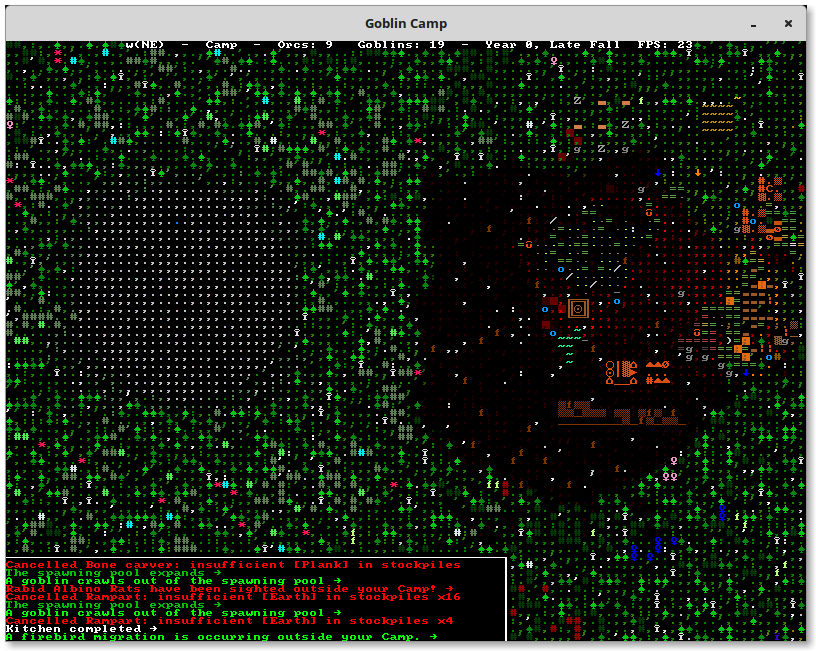 Goblin Camp
w(NE) - Camp - Orcs: 9 Goblins: 19 - Year 0, Late Fall FPS: 23
Cancelled Bone carver: insufficient [Plank] in stockpiles
The spawning pool expands →
A goblin crawls out of the spawning pool →
Rabid Albino Rats have been sighted outside your Camp! →
Cancelled Rampart: insufficient [Earth] in stockpiles x16
The spawning pool expands →
A goblin crawls out of the spawning pool →
Cancelled Rampart: insufficient [Earth] in stockpiles x4
Kitchen completed →
A firebird migration is occurring outside your Camp. →